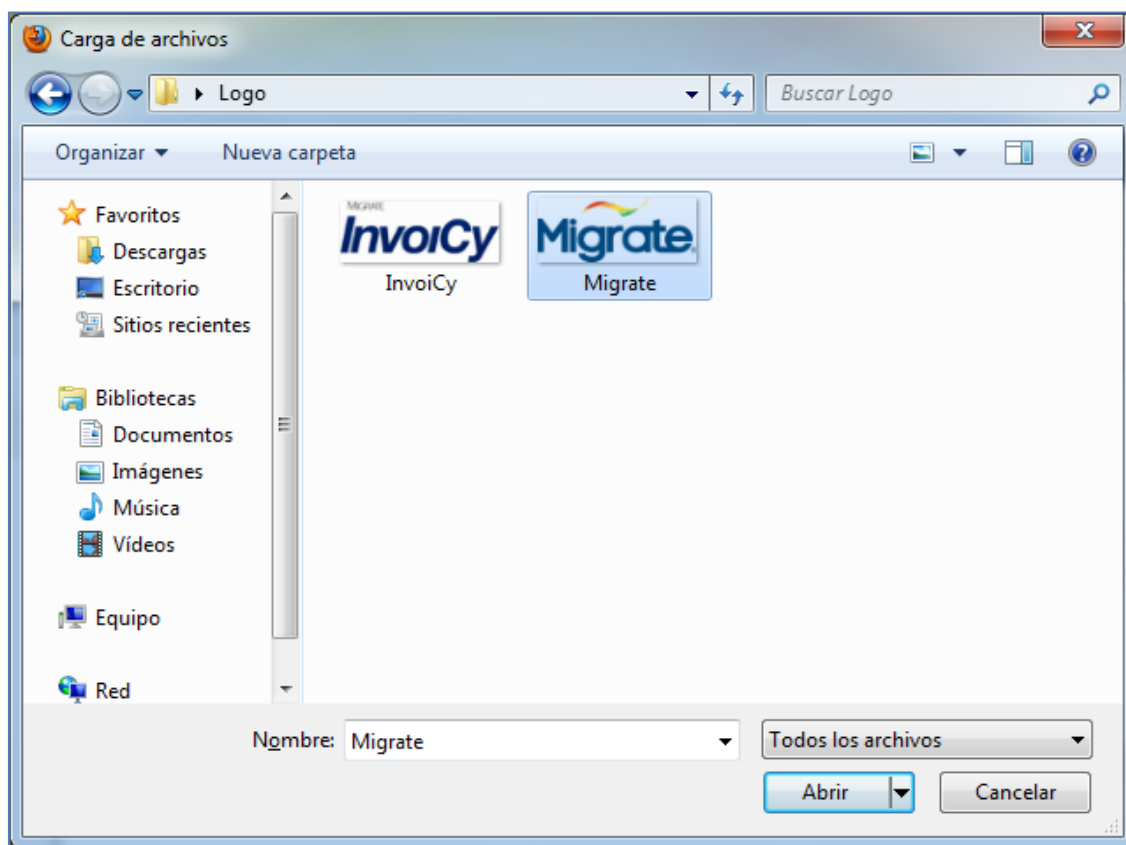 Carga de archivos
Logo
Buscar Logo
Organizar
Nueva carpeta
Favoritos
Descargas
Escritorio
Sitios recientes
Bibliotecas
Documentos
Imágenes
Música
Vídeos
Equipo
Red
MIGRATE
InvoiCy
InvoiCy
Migrate
Migrate
Nombre: Migrate
Todos los archivos
Abrir
Cancelar